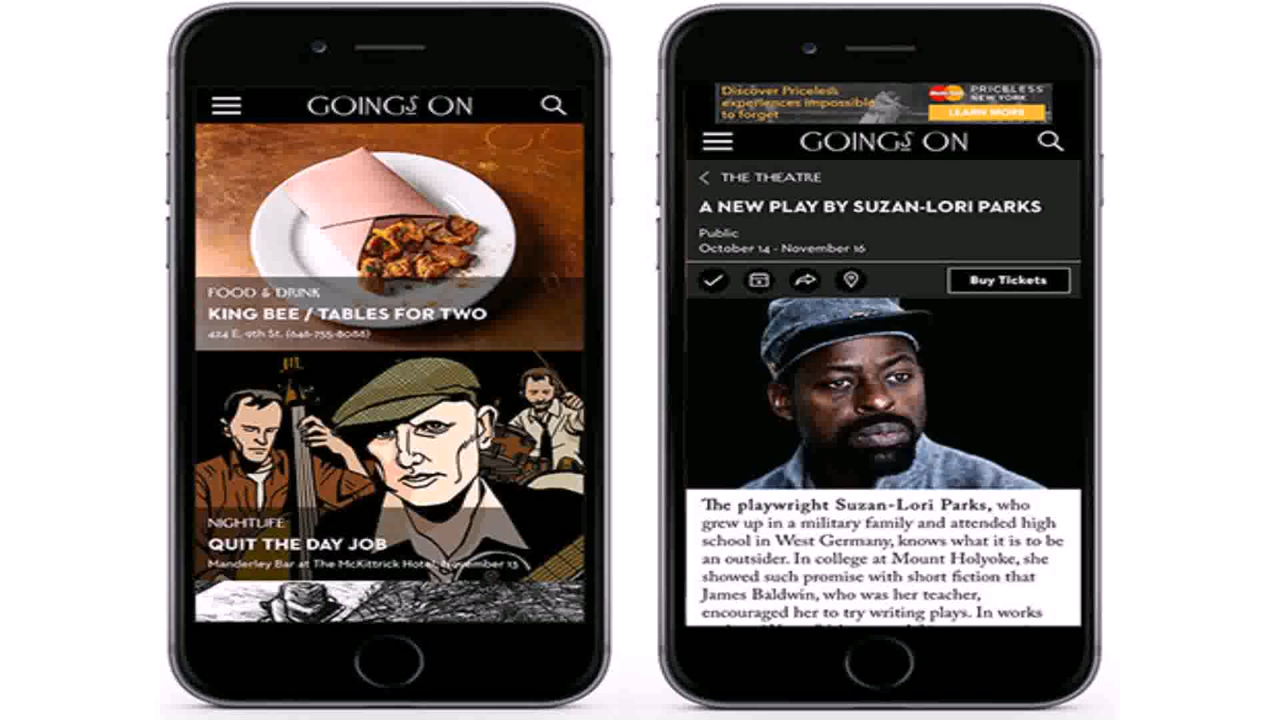 GOINGS ON
FOOD & DRINK
KING BEE / TABLES FOR TWO
424 E. 9th St. (646-755-8088)
NIGHTLIFE
QUIT THE DAY JOB
Manderley Bar at The McKittrick Hotel, November 13
Discover Priceless
experiences impossible
to forget
MasterCard
PRICELESS
NEW YORK
LEARN MORE
GOINGS ON
< THE THEATRE
A NEW PLAY BY SUZAN-LORI PARKS
Public
October 14 - November 16
Buy Tickets
The playwright Suzan-Lori Parks, who
grew up in a military family and attended high
school in West Germany, knows what it is to be
an outsider. In college at Mount Holyoke, she
showed such promise with short fiction that
James Baldwin, who was her teacher,
encouraged her to try writing plays. In works